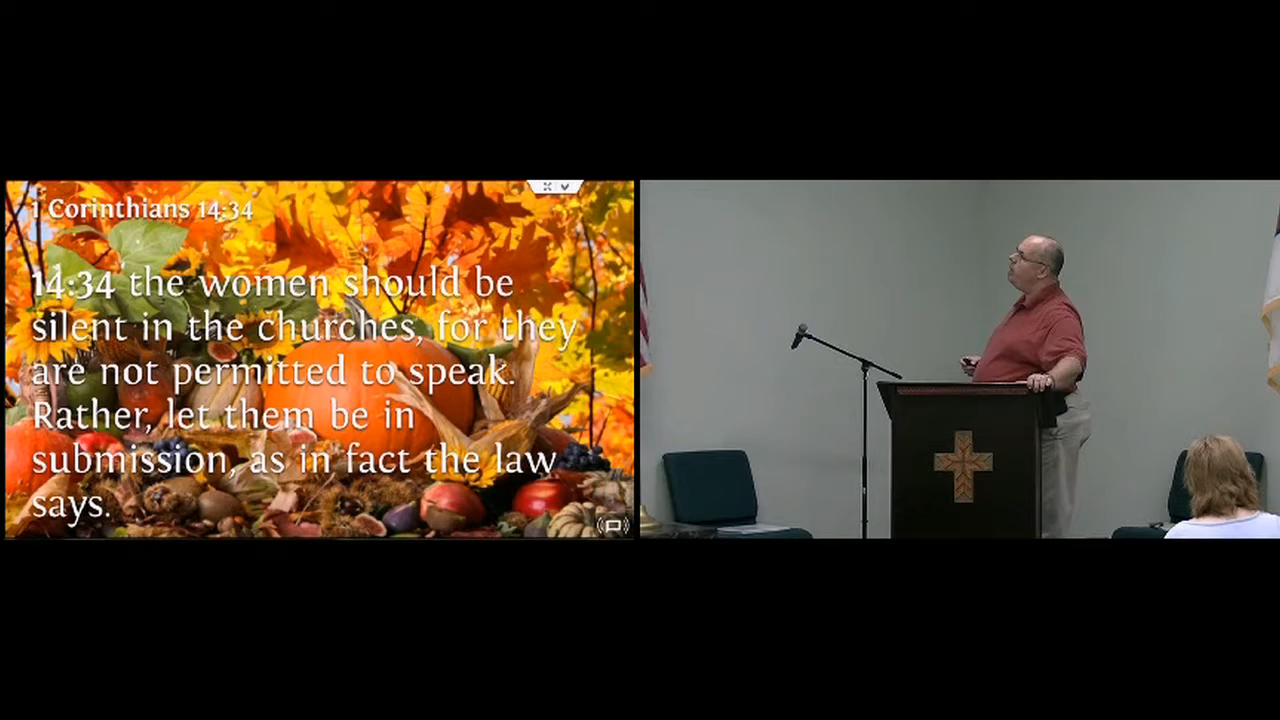 1 Corinthians 14:34
14:34 the women should be
silent in the churches, for they
are not permitted to speak.
Rather, let them be in
submission, as in fact the law
says.